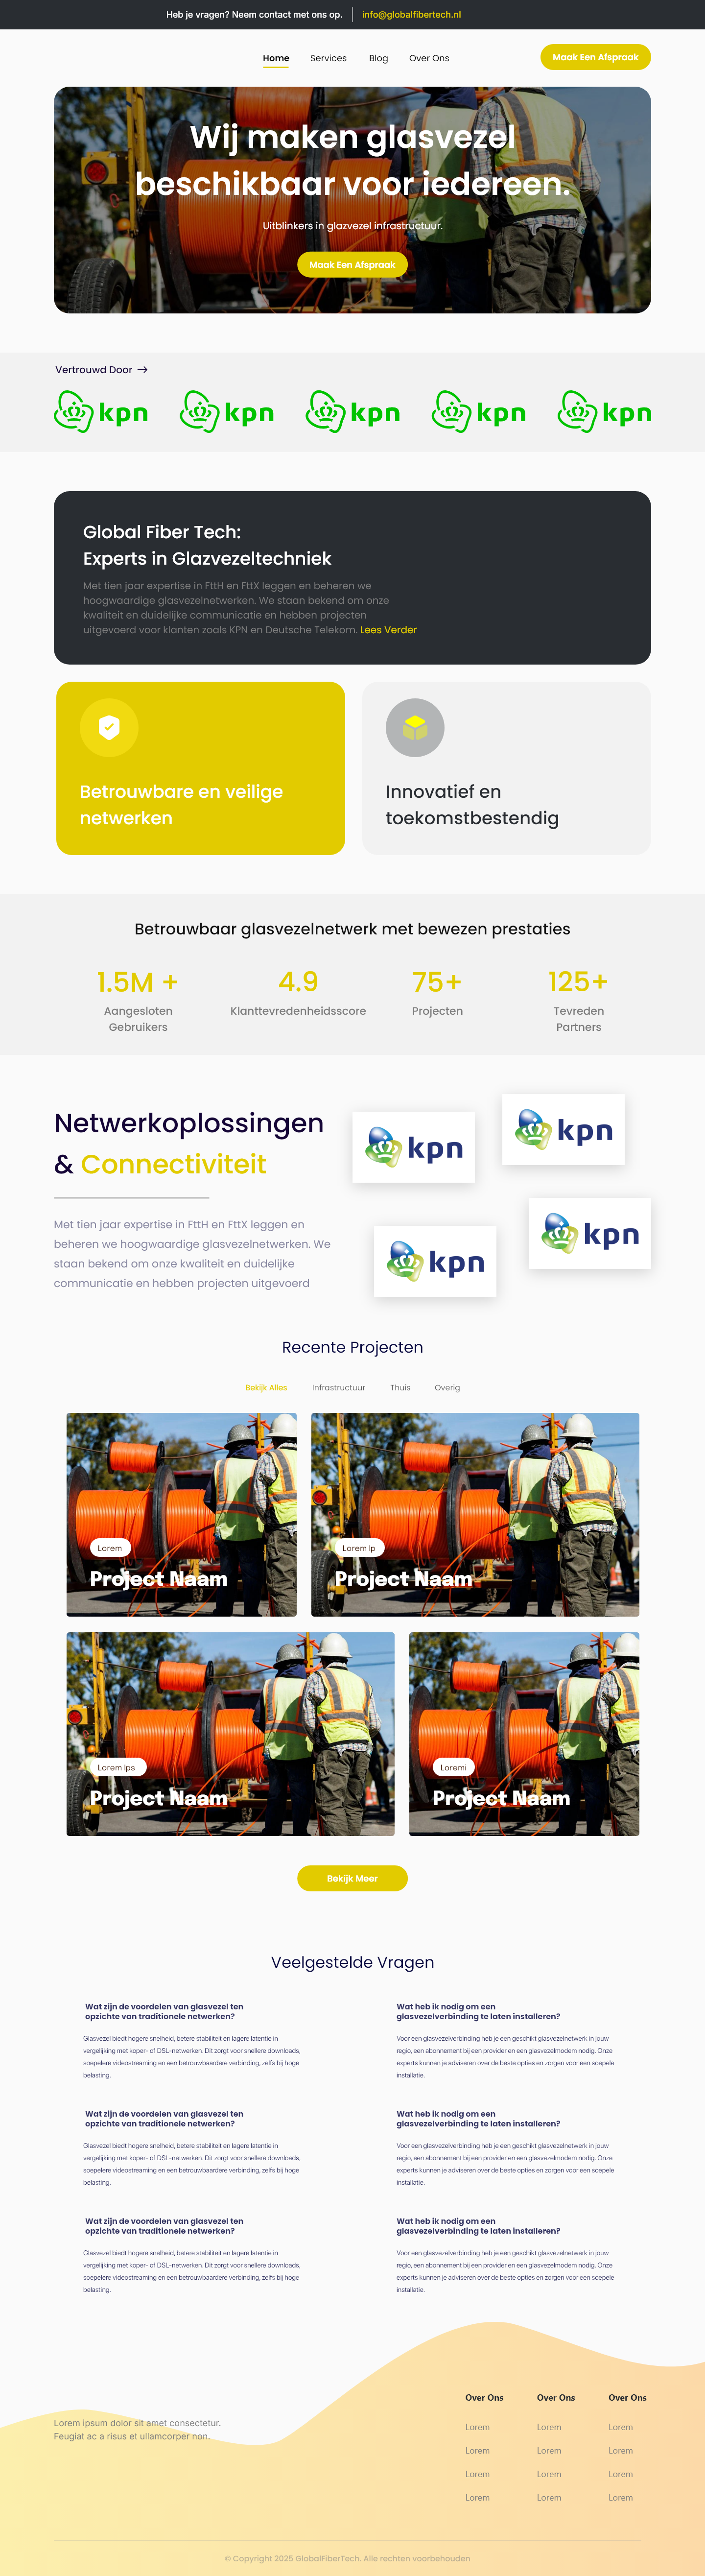 Heb je vragen? Neem contact met ons op.
info@globalfibertech.nl
Home
Services
Blog
Over Ons
Maak Een Afspraak
Wij maken glasvezel
beschikbaar voor iedereen.
Uitblinkers in glazvezel infrastructuur.
Maak Een Afspraak
Vertrouwd Door →
kpn
kpn
kpn
kpn
kpn
Global Fiber Tech:
Experts in Glazvezeltechniek
Met tien jaar expertise in FttH en FttX leggen en beheren we
hoogwaardige glasvezelnetwerken. We staan bekend om onze
kwaliteit en duidelijke communicatie en hebben projecten
uitgevoerd voor klanten zoals KPN en Deutsche Telekom. Lees Verder
Betrouwbare en veilige
netwerken
Innovatief en
toekomstbestendig
Betrouwbaar glasvezelnetwerk met bewezen prestaties
1.5M +
Aangesloten
Gebruikers
4.9
Klanttevredenheidsscore
75+
Projecten
125+
Tevreden
Partners
Netwerkoplossingen
& Connectiviteit
Met tien jaar expertise in FttH en FttX leggen en
beheren we hoogwaardige glasvezelnetwerken. We
staan bekend om onze kwaliteit en duidelijke
communicatie en hebben projecten uitgevoerd
kpn
kpn
kpn
kpn
Recente Projecten
Bekijk Alles
Infrastructuur
Thuis
Overig
Lorem
Project Naam
Lorem Ip
Project Naam
Lorem Ips
Project Naam
Loremi
Project Naam
Bekijk Meer
Veelgestelde Vragen
Wat zijn de voordelen van glasvezel ten
opzichte van traditionele netwerken?
Glasvezel biedt hogere snelheid, betere stabiliteit en lagere latentie in
vergelijking met koper- of DSL-netwerken. Dit zorgt voor snellere downloads,
soepelere videostreaming en een betrouwbaardere verbinding, zelfs bij hoge
belasting.
Wat heb ik nodig om een
glasvezelverbinding te laten installeren?
Voor een glasvezelverbinding heb je een geschikt glasvezelnetwerk in jouw
regio, een abonnement bij een provider en een glasvezelmodem nodig. Onze
experts kunnen je adviseren over de beste opties en zorgen voor een soepele
installatie.
Wat zijn de voordelen van glasvezel ten
opzichte van traditionele netwerken?
Glasvezel biedt hogere snelheid, betere stabiliteit en lagere latentie in
vergelijking met koper- of DSL-netwerken. Dit zorgt voor snellere downloads,
soepelere videostreaming en een betrouwbaardere verbinding, zelfs bij hoge
belasting.
Wat heb ik nodig om een
glasvezelverbinding te laten installeren?
Voor een glasvezelverbinding heb je een geschikt glasvezelnetwerk in jouw
regio, een abonnement bij een provider en een glasvezelmodem nodig. Onze
experts kunnen je adviseren over de beste opties en zorgen voor een soepele
installatie.
Wat zijn de voordelen van glasvezel ten
opzichte van traditionele netwerken?
Glasvezel biedt hogere snelheid, betere stabiliteit en lagere latentie in
vergelijking met koper- of DSL-netwerken. Dit zorgt voor snellere downloads,
soepelere videostreaming en een betrouwbaardere verbinding, zelfs bij hoge
belasting.
Wat heb ik nodig om een
glasvezelverbinding te laten installeren?
Voor een glasvezelverbinding heb je een geschikt glasvezelnetwerk in jouw
regio, een abonnement bij een provider en een glasvezelmodem nodig. Onze
experts kunnen je adviseren over de beste opties en zorgen voor een soepele
installatie.
Lorem ipsum dolor sit amet consectetur.
Feugiat ac a risus et ullamcorper non.
Over Ons
Lorem
Lorem
Lorem
Lorem
Over Ons
Lorem
Lorem
Lorem
Lorem
Over Ons
Lorem
Lorem
Lorem
Lorem
© Copyright 2025 GlobalFiberTech. Alle rechten voorbehouden